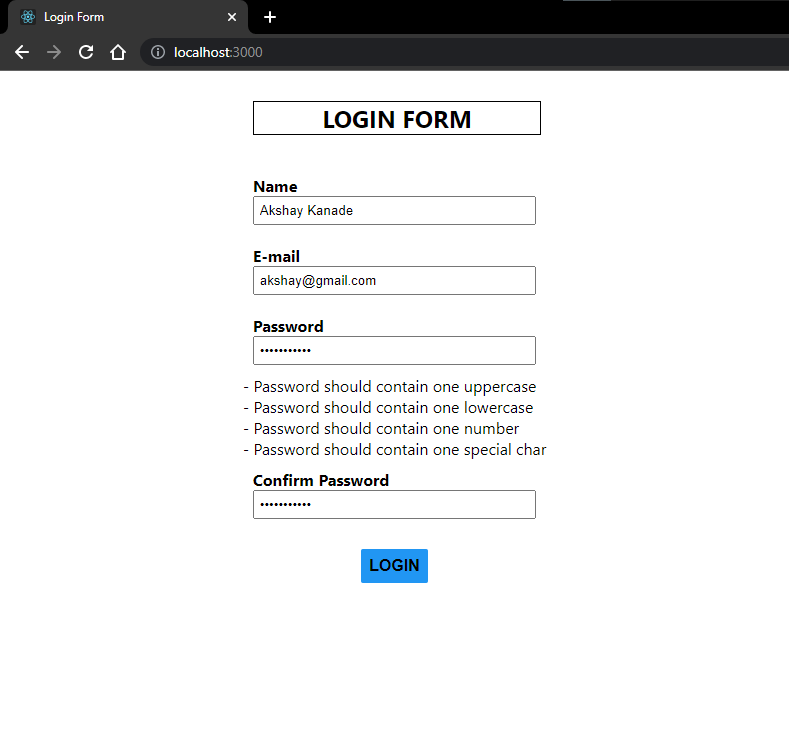 Login Form
localhost:3000
LOGIN FORM
Name
Akshay Kanade
E-mail
akshay@gmail.com
Password
•••••••••••
- Password should contain one uppercase
- Password should contain one lowercase
- Password should contain one number
- Password should contain one special char
Confirm Password
•••••••••••
LOGIN